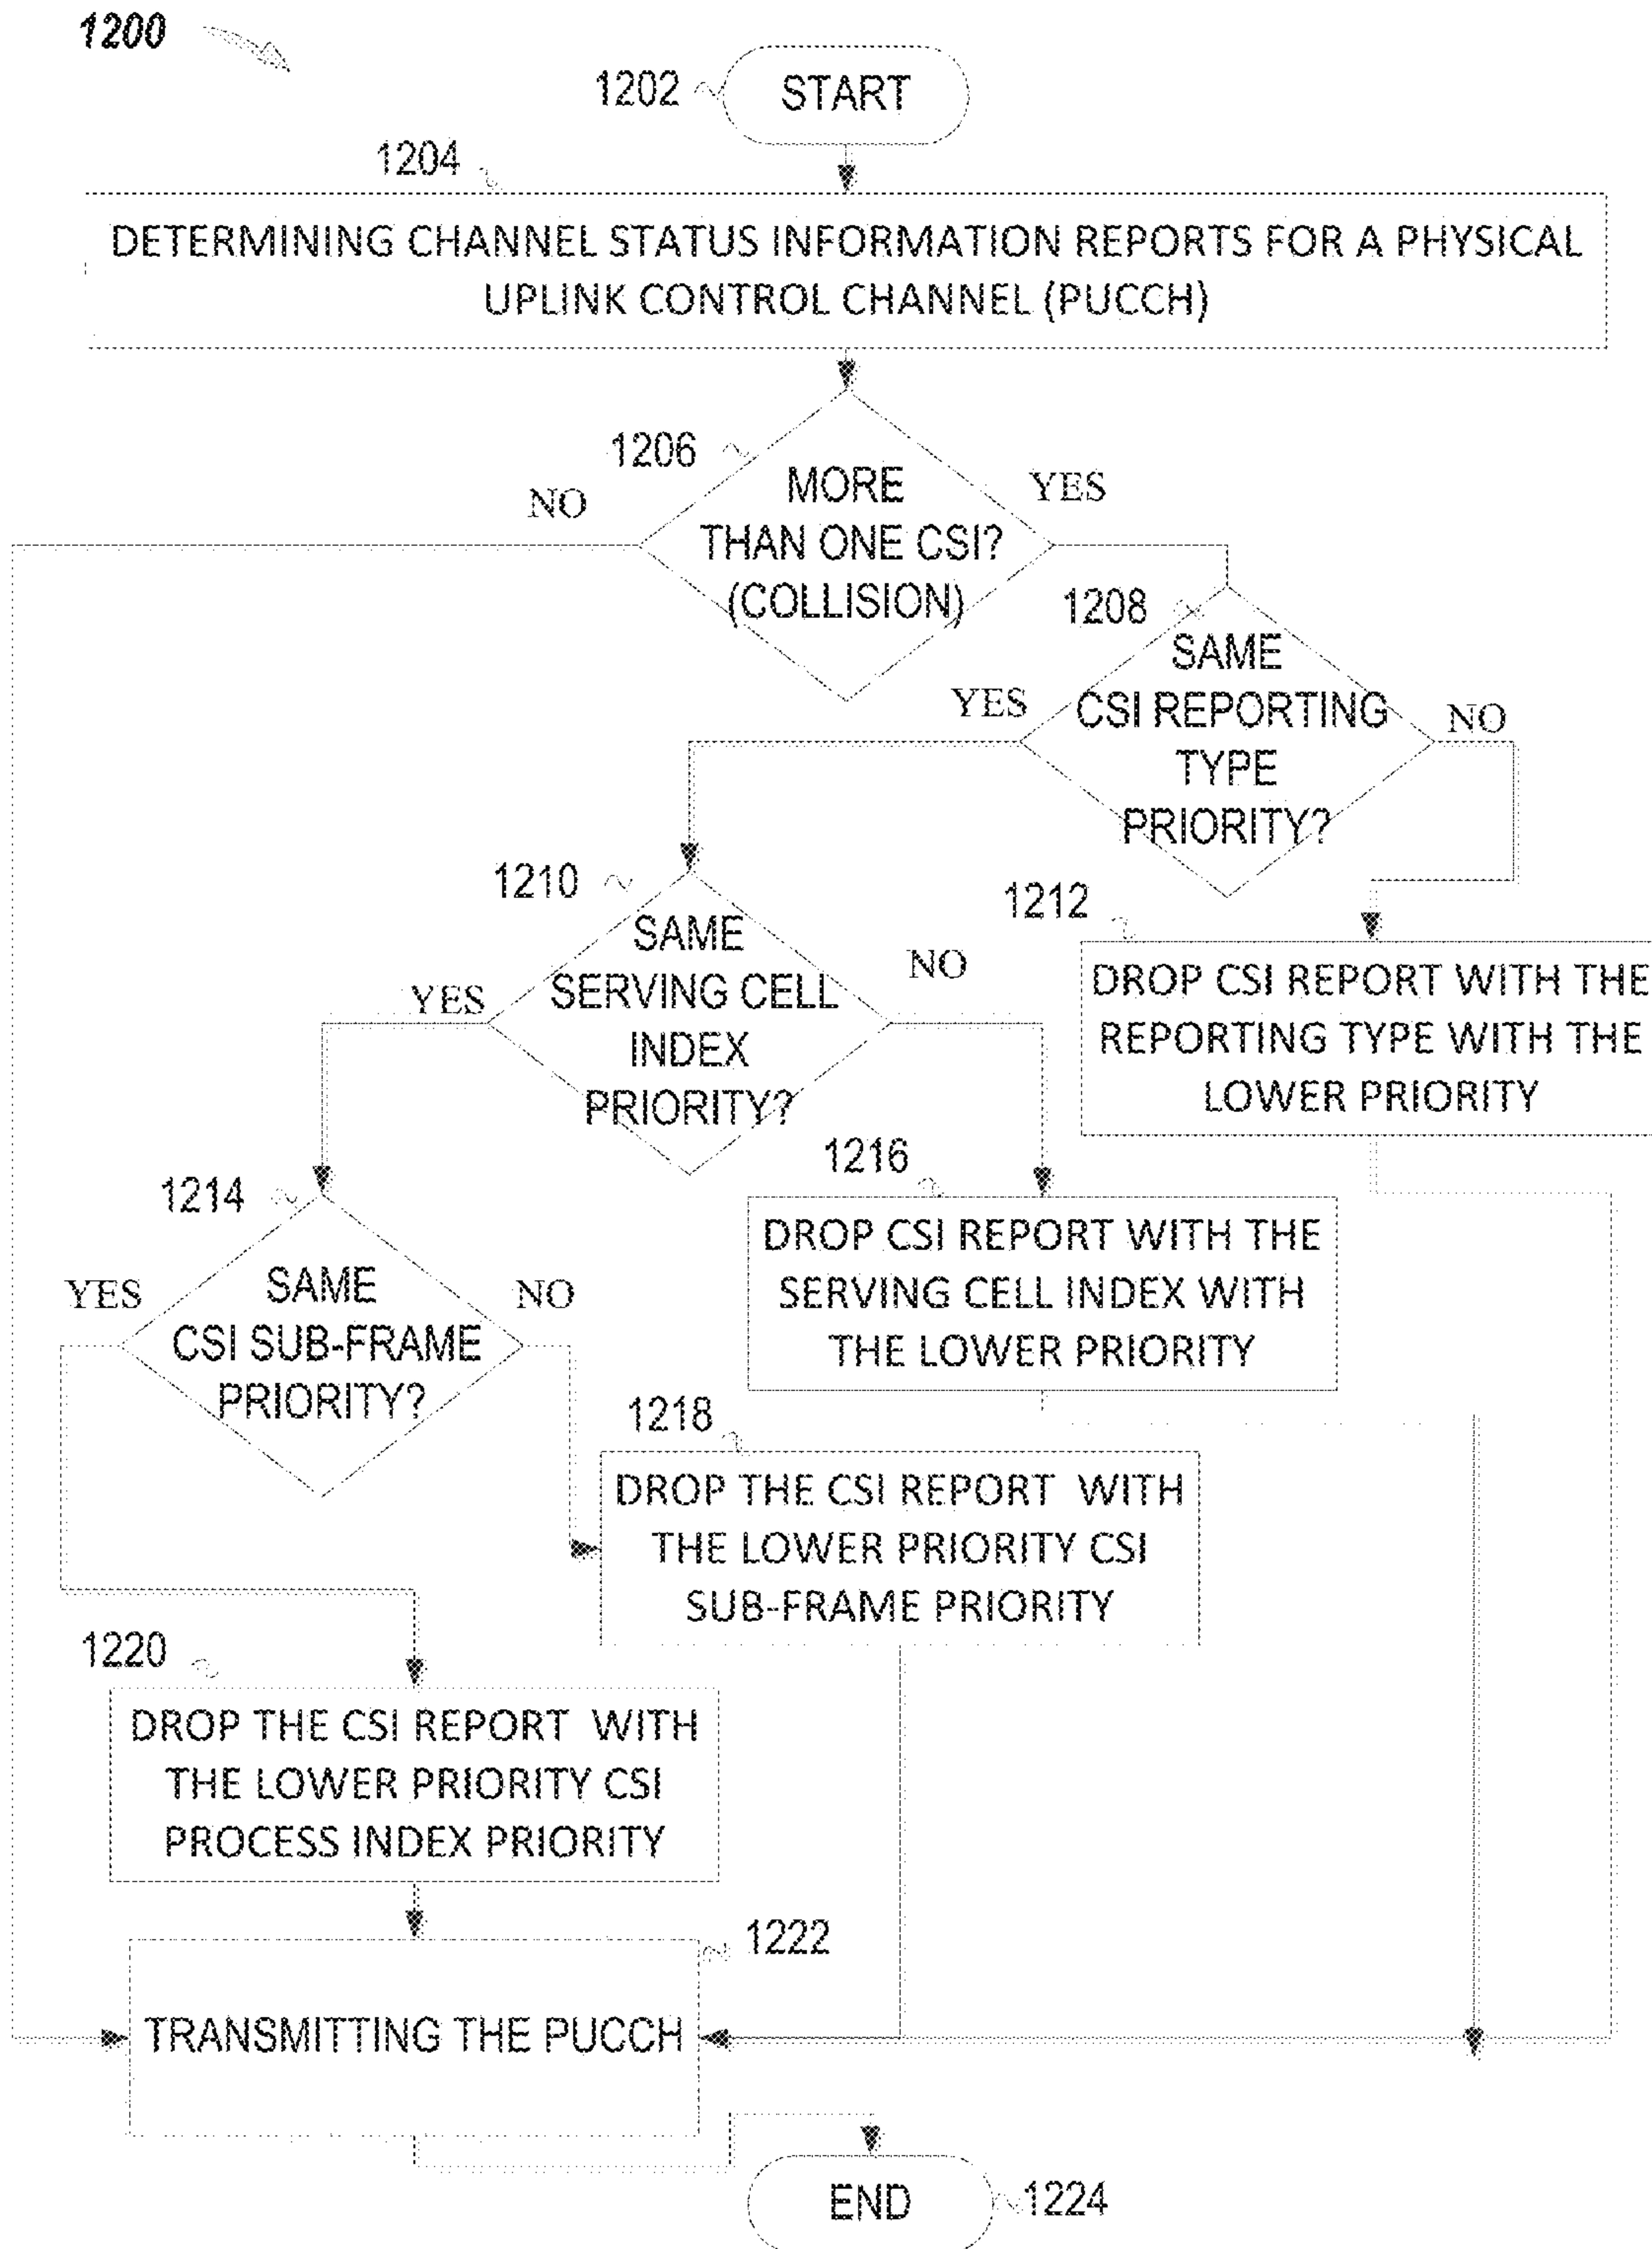 1200
1202
START
1204
DETERMINING CHANNEL STATUS INFORMATION REPORTS FOR A PHYSICAL
UPLINK CONTROL CHANNEL (PUCCH)
1206
NO
MORE
THAN ONE CSI?
(COLLISION)
YES
1208
SAME
CSI REPORTING
TYPE
PRIORITY?
YES
NO
1210
SAME
SERVING CELL
INDEX
PRIORITY?
YES
NO
1212
DROP CSI REPORT WITH THE
REPORTING TYPE WITH THE
LOWER PRIORITY
1214
SAME
CSI SUB-FRAME
PRIORITY?
YES
NO
1216
DROP CSI REPORT WITH THE
SERVING CELL INDEX WITH
THE LOWER PRIORITY
1218
DROP THE CSI REPORT WITH
THE LOWER PRIORITY CSI
SUB-FRAME PRIORITY
1220
DROP THE CSI REPORT WITH
THE LOWER PRIORITY CSI
PROCESS INDEX PRIORITY
1222
TRANSMITTING THE PUCCH
END
1224